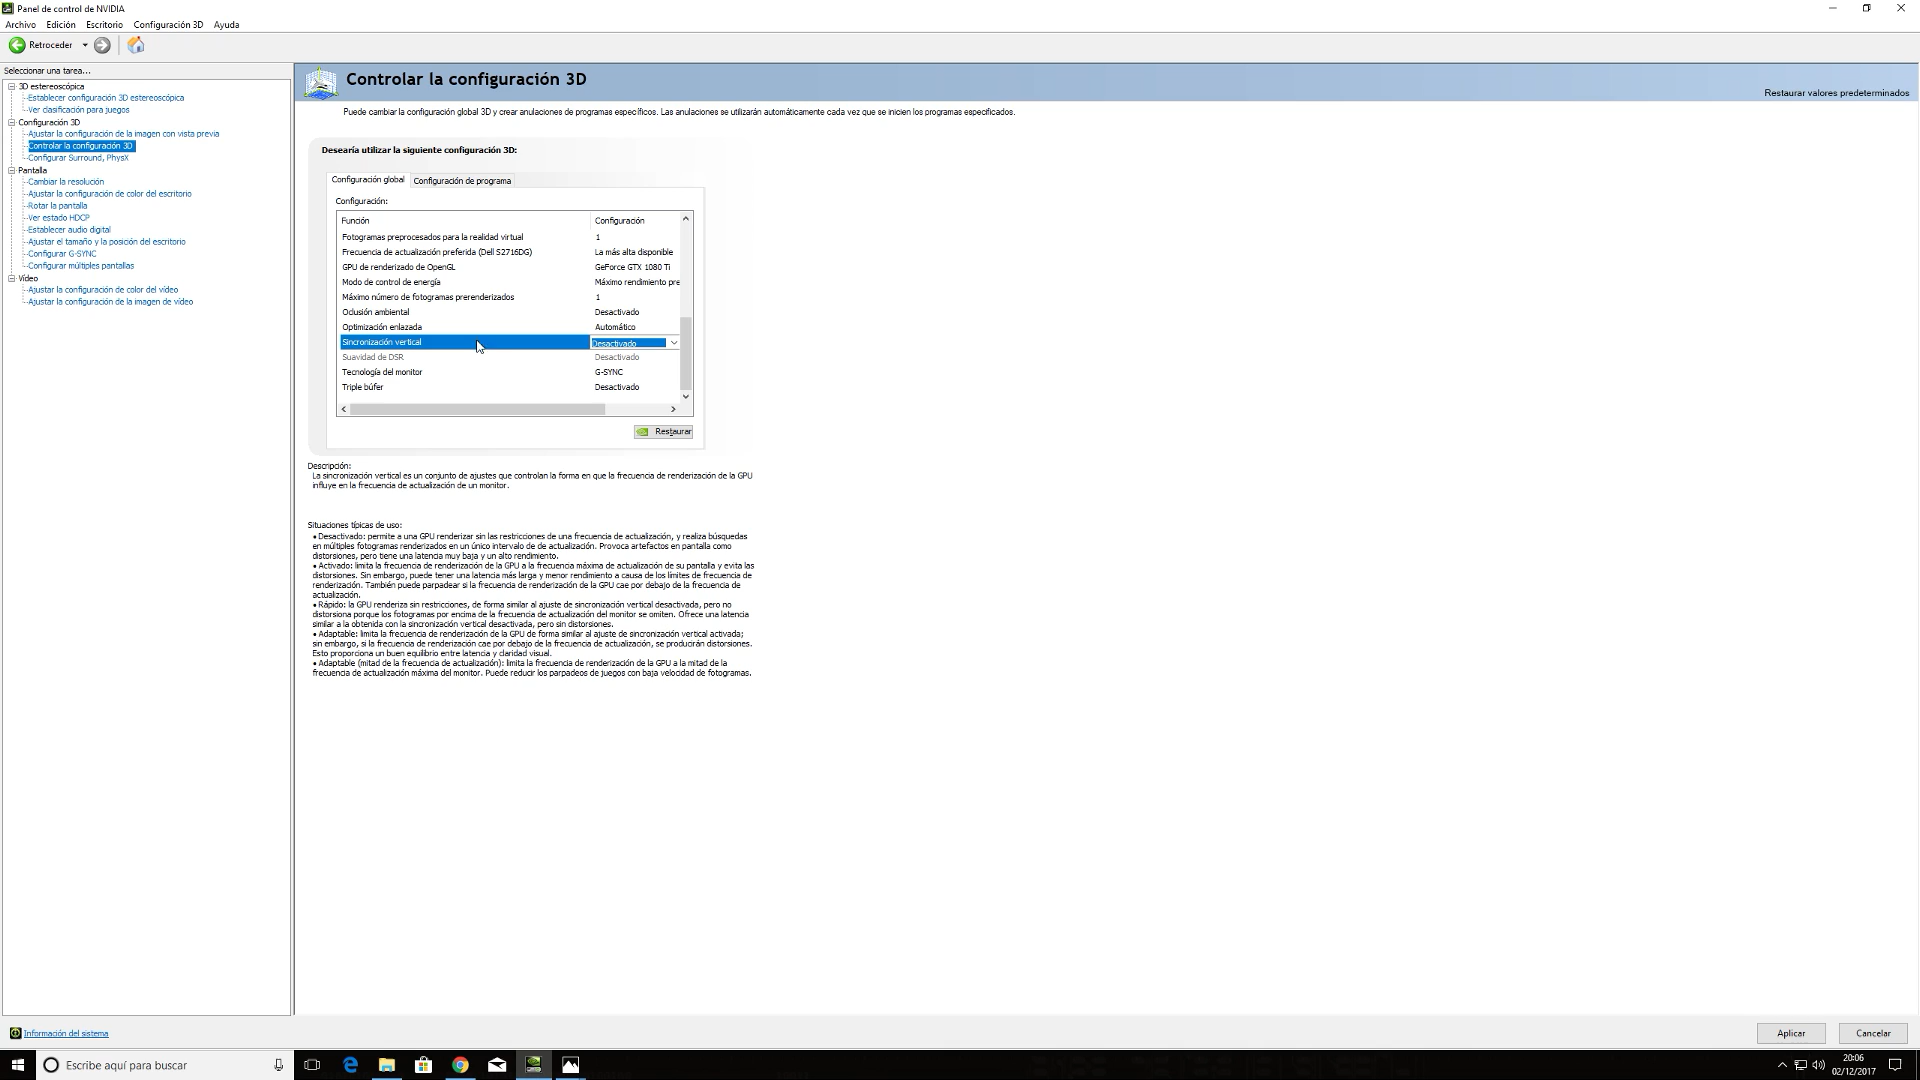 Panel de control de NVIDIA
Archivo Edición Escritorio Configuración 3D Ayuda
Retroceder
Seleccionar una tarea...
3D estereoscópica
Establecer configuración 3D estereoscópica
Ver clasificación para juegos
Configuración 3D
Ajustar la configuración de la imagen con vista previa
Controlar la configuración 3D
Configurar Surround, PhysX
Pantalla
Cambiar la resolución
Ajustar la configuración de color del escritorio
Rotar la pantalla
Ver estado HDCP
Establecer audio digital
Ajustar el tamaño y la posición del escritorio
Configurar G-SYNC
Configurar múltiples pantallas
Vídeo
Ajustar la configuración de color del vídeo
Ajustar la configuración de la imagen de vídeo
Controlar la configuración 3D
Restaurar valores predeterminados
Puede cambiar la configuración global 3D y crear anulaciones de programas específicos. Las anulaciones se utilizarán automáticamente cada vez que se inicien los programas especificados.
Desearía utilizar la siguiente configuración 3D:
Configuración global Configuración de programa
Configuración:
Función Configuración
Fotogramas preprocesados para la realidad virtual 1
Frecuencia de actualización preferida (Dell S2716DG) La más alta disponible
GPU de renderizado de OpenGL GeForce GTX 1080 Ti
Modo de control de energía Máximo rendimiento pre
Máximo número de fotogramas prerenderizados 1
Oclusión ambiental Desactivado
Optimización enlazada Automático
Sincronización vertical Desactivado
Suavidad de DSR Desactivado
Tecnología del monitor G-SYNC
Triple búfer Desactivado
Restaurar
Descripción:
La sincronización vertical es un conjunto de ajustes que controlan la forma en que la frecuencia de renderización de la GPU
influye en la frecuencia de actualización de un monitor.
Situaciones típicas de uso:
• Desactivado: permite a una GPU renderizar sin las restricciones de una frecuencia de actualización, y realiza búsquedas
en múltiples fotogramas renderizados en un único intervalo de de actualización. Provoca artefactos en pantalla como
distorsiones, pero tiene una latencia muy baja y un alto rendimiento.
• Activado: limita la frecuencia de renderización de la GPU a la frecuencia máxima de actualización de su pantalla y evita las
distorsiones. Sin embargo, puede tener una latencia más larga y menor rendimiento a causa de los límites de frecuencia de
renderización. También puede parpadear si la frecuencia de renderización de la GPU cae por debajo de la frecuencia de
actualización.
• Rápido: la GPU renderiza sin restricciones, de forma similar al ajuste de sincronización vertical desactivada, pero no
distorsiona porque los fotogramas por encima de la frecuencia de actualización del monitor se omiten. Ofrece una latencia
similar a la obtenida con la sincronización vertical desactivada, pero sin distorsiones.
• Adaptable: limita la frecuencia de renderización de la GPU de forma similar al ajuste de sincronización vertical activada;
sin embargo, si la frecuencia de renderización cae por debajo de la frecuencia de actualización, se producirán distorsiones.
Esto proporciona un buen equilibrio entre latencia y claridad visual.
• Adaptable (mitad de la frecuencia de actualización): limita la frecuencia de renderización de la GPU a la mitad de la
frecuencia de actualización máxima del monitor. Puede reducir los parpadeos de juegos con baja velocidad de fotogramas.
Información del sistema
Aplicar Cancelar
Escribe aquí para buscar
20:06
02/12/2017